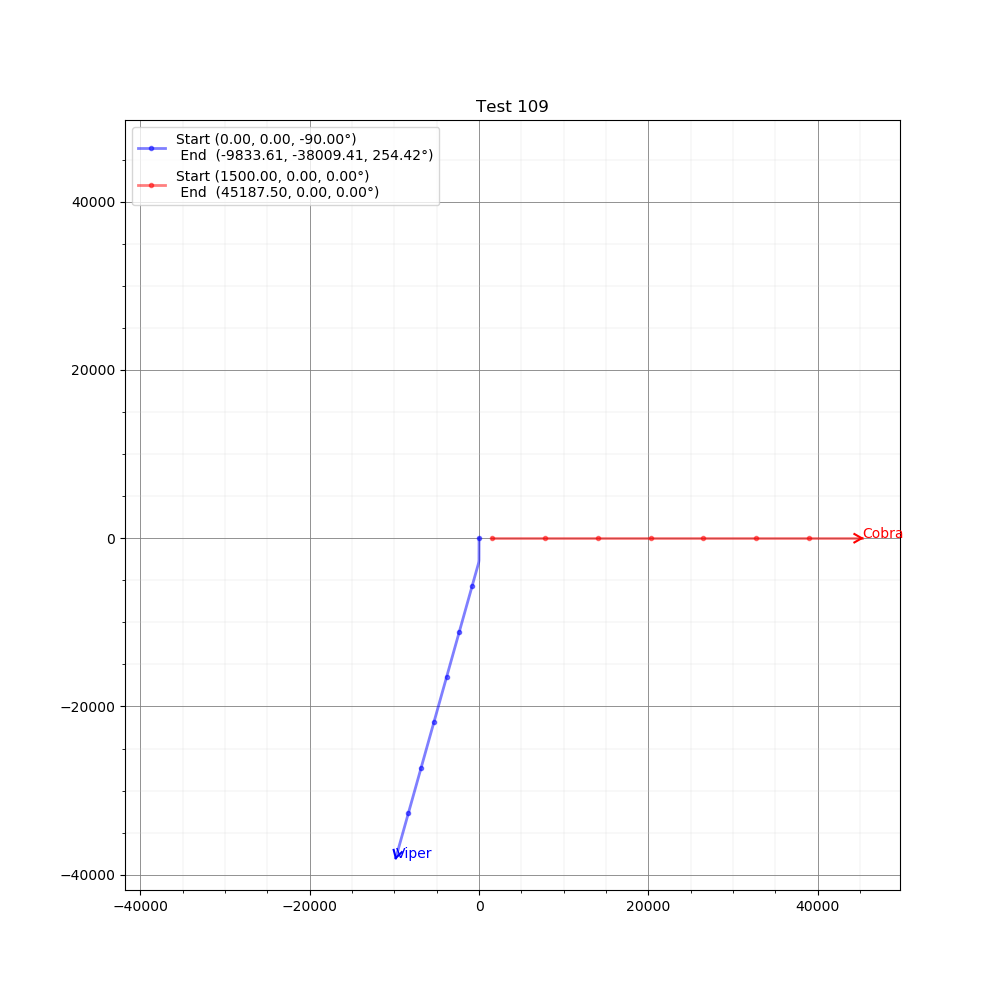 Test 109
Start (0.00, 0.00, -90.00°)
End  (-9833.61, -38009.41, 254.42°)
Start (1500.00, 0.00, 0.00°)
End  (45187.50, 0.00, 0.00°)
40000
20000
0
−20000
−40000
Cobra
Viper
−40000
−20000
0
20000
40000